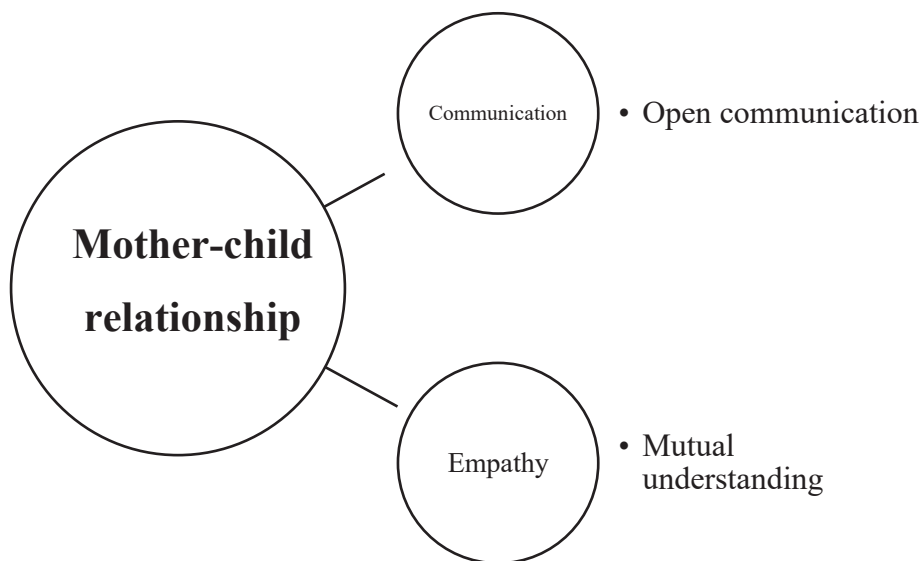 Communication
• Open communication
Mother-child
relationship
Empathy
• Mutual
understanding